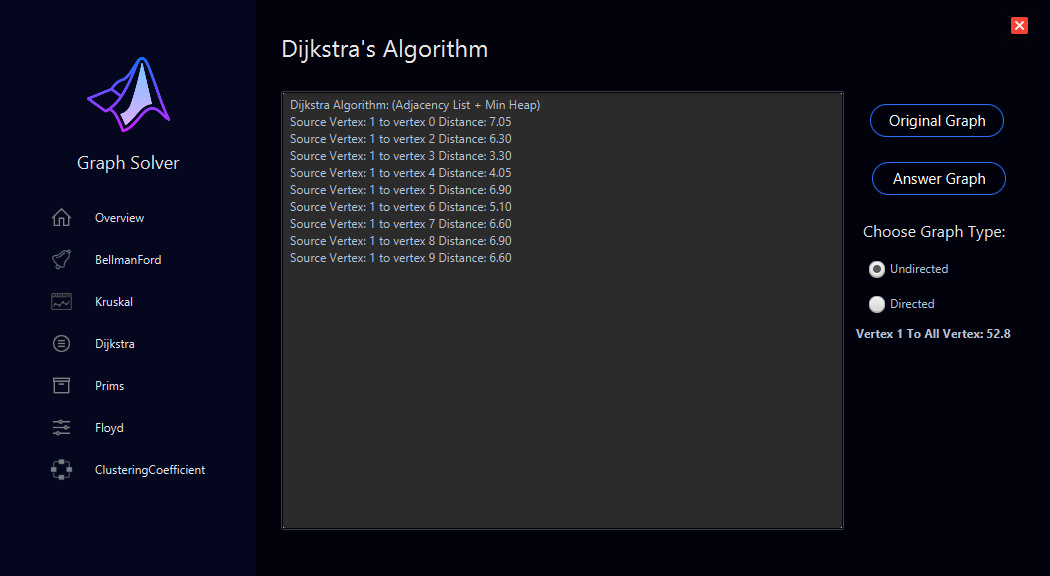 Graph Solver
Overview
BellmanFord
Kruskal
Dijkstra
Prims
Floyd
ClusteringCoefficient
Dijkstra's Algorithm
Dijkstra Algorithm: (Adjacency List + Min Heap)
Source Vertex: 1 to vertex 0 Distance: 7.05
Source Vertex: 1 to vertex 2 Distance: 6.30
Source Vertex: 1 to vertex 3 Distance: 3.30
Source Vertex: 1 to vertex 4 Distance: 4.05
Source Vertex: 1 to vertex 5 Distance: 6.90
Source Vertex: 1 to vertex 6 Distance: 5.10
Source Vertex: 1 to vertex 7 Distance: 6.60
Source Vertex: 1 to vertex 8 Distance: 6.90
Source Vertex: 1 to vertex 9 Distance: 6.60
Original Graph
Answer Graph
Choose Graph Type:
Undirected
Directed
Vertex 1 To All Vertex: 52.8